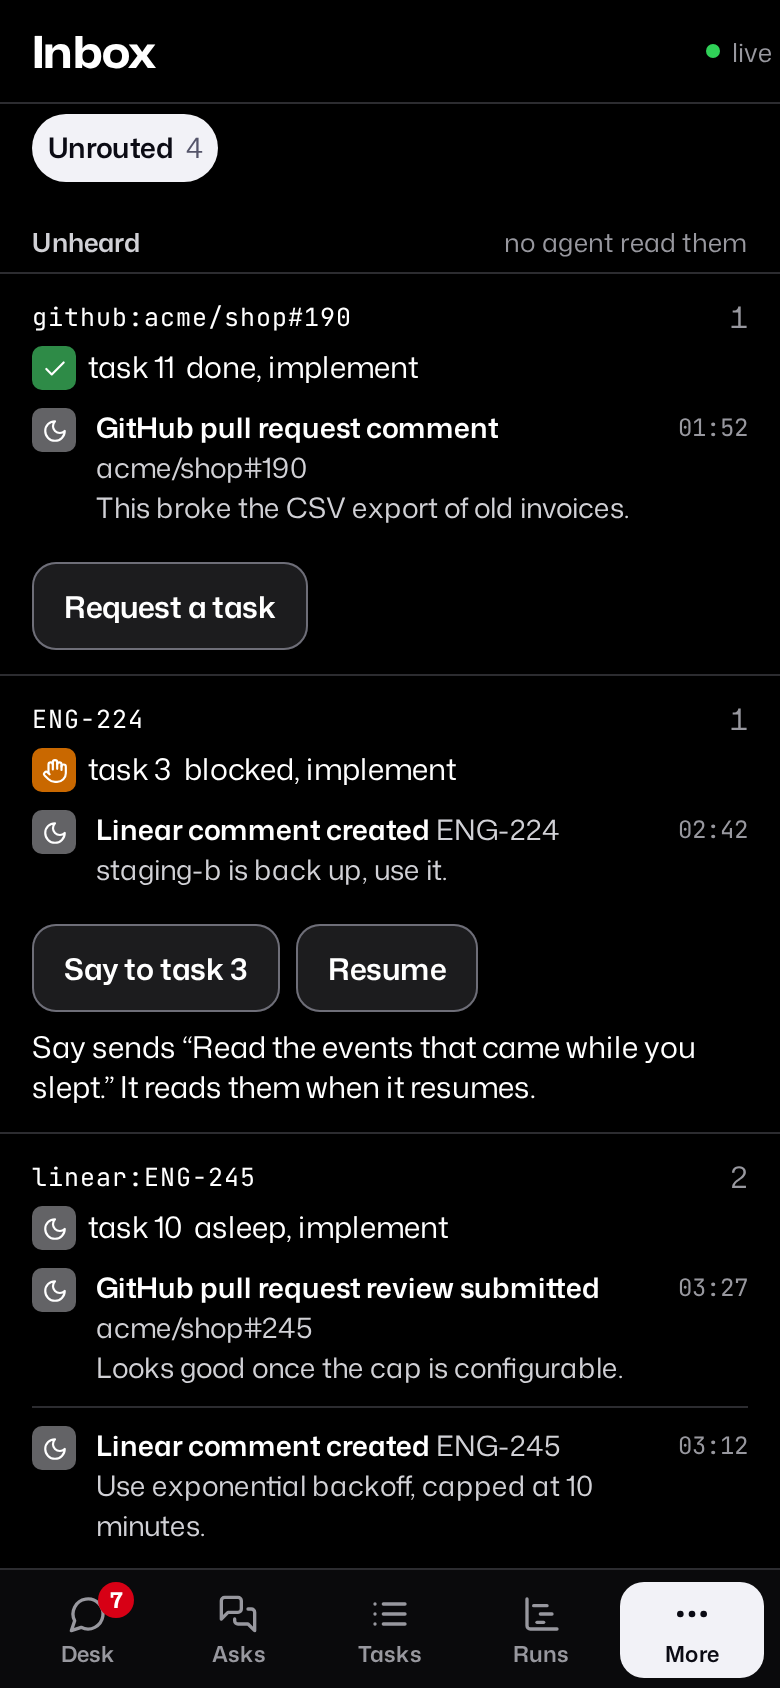 Inbox
live
Unrouted 4
Unheard no agent read them
github:acme/shop#190 1
task 11 done, implement
GitHub pull request comment 01:52
acme/shop#190
This broke the CSV export of old invoices.
Request a task
ENG-224 1
task 3 blocked, implement
Linear comment created ENG-224 02:42
staging-b is back up, use it.
Say to task 3 Resume
Say sends “Read the events that came while you
slept.” It reads them when it resumes.
linear:ENG-245 2
task 10 asleep, implement
GitHub pull request review submitted 03:27
acme/shop#245
Looks good once the cap is configurable.
Linear comment created ENG-245 03:12
Use exponential backoff, capped at 10
minutes.
7
Desk Asks Tasks Runs More